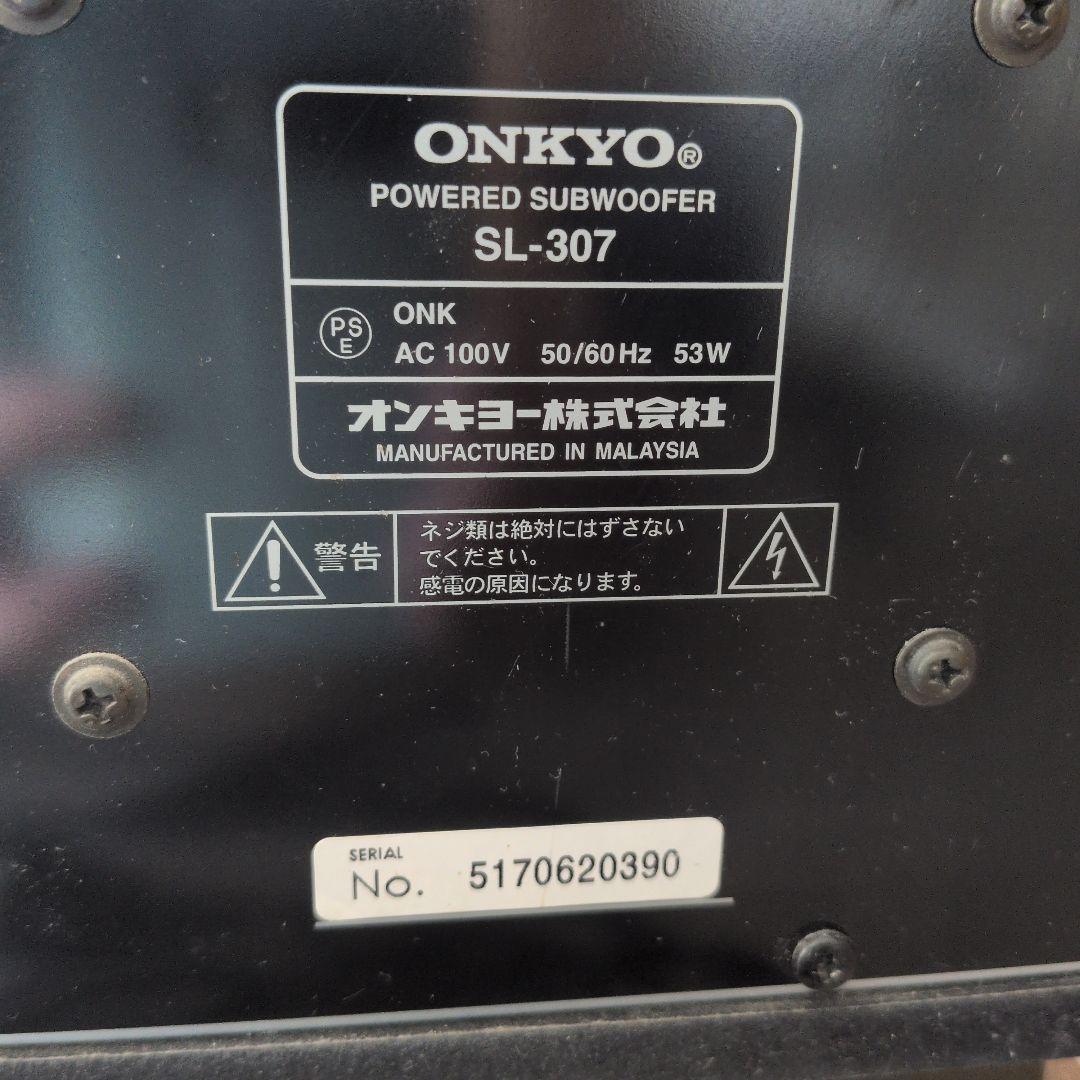 ONKYO®
POWERED SUBWOOFER
SL-307
PS
E
ONK
AC 100V 50/60Hz 53W
オンキヨー株式会社
MANUFACTURED IN MALAYSIA
警告
ネジ類は絶対にはずさない
でください。
感電の原因になります。
SERIAL
No. 5170620390